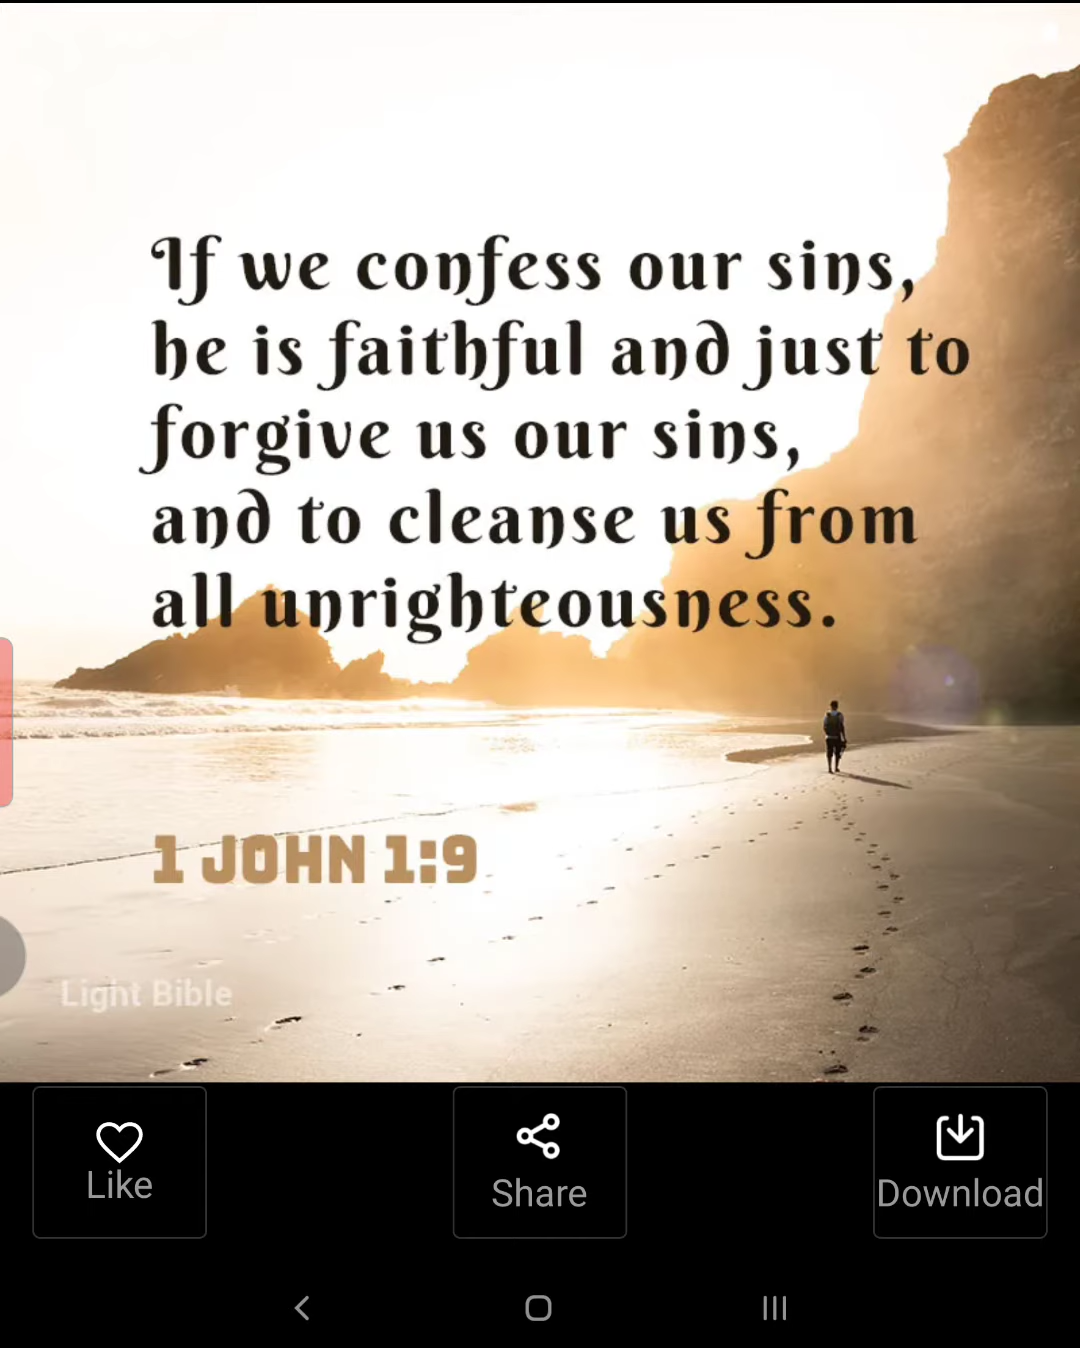 If we confess our sins,
he is faithful and just to
forgive us our sins,
and to cleanse us from
all unrighteousness.
1 JOHN 1:9
Light Bible
Like
Share
Download